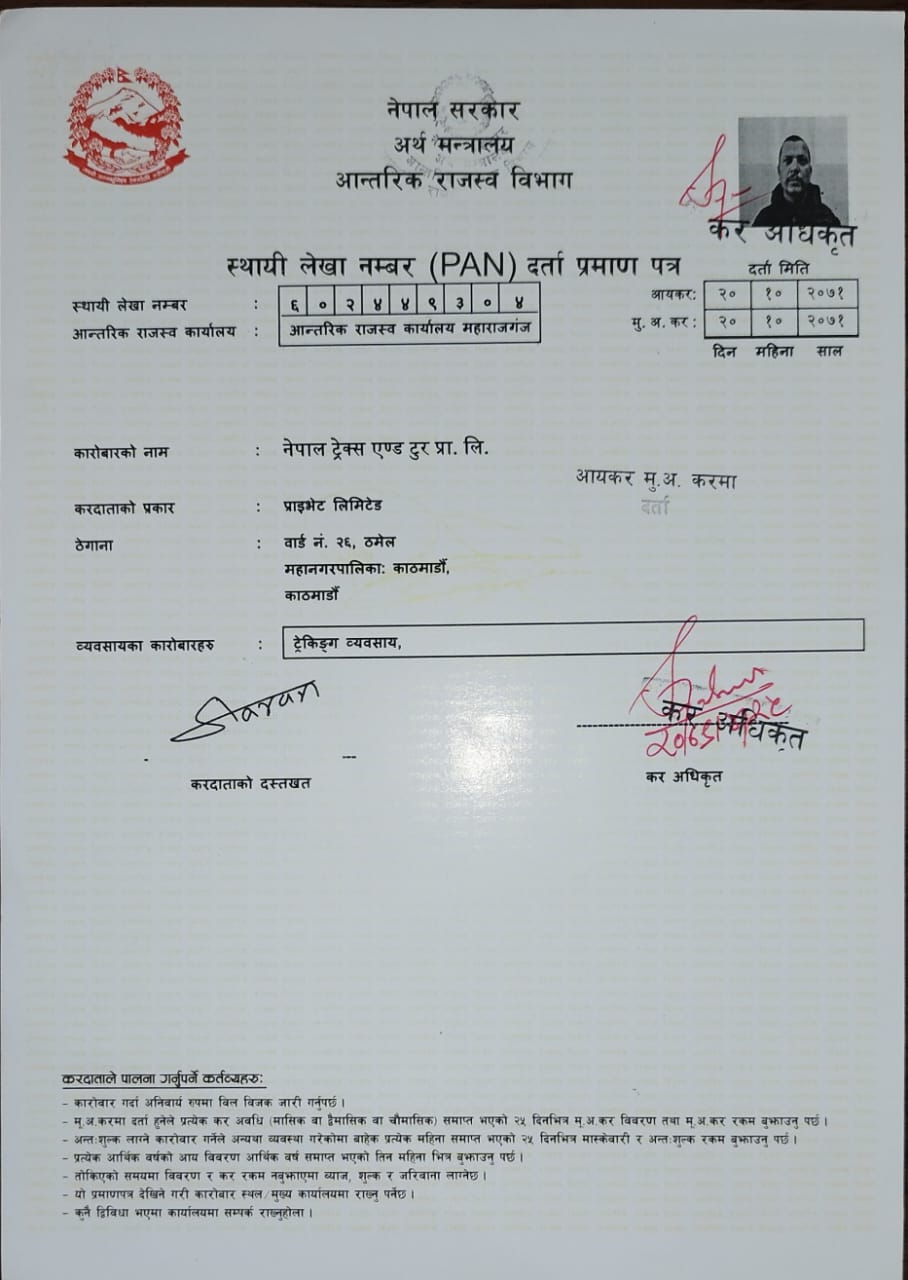 नेपाल सरकार
अर्थ मन्त्रालय
आन्तरिक राजस्व विभाग
कर अधिकृत
स्थायी लेखा नम्बर (PAN) दर्ता प्रमाण पत्र
दर्ता मिति
स्थायी लेखा नम्बर : ६ ० २ ४ ४ ९ ३ ० ४
आयकर: २० १० २०७१
आन्तरिक राजस्व कार्यालय : आन्तरिक राजस्व कार्यालय महाराजगंज
मु. अ. कर : २० १० २०७१
दिन महिना साल
कारोबारको नाम : नेपाल ट्रेक्स एण्ड टुर प्रा. लि.
आयकर मु.अ. करमा
दर्ता
करदाताको प्रकार : प्राइभेट लिमिटेड
ठेगाना : वार्ड नं. २६, ठमेल
महानगरपालिका: काठमाडौं,
काठमाडौं
व्यवसायका कारोबारहरु : ट्रेकिङ्ग व्यवसाय,
कर अधिकृत
करदाताको दस्तखत
कर अधिकृत
करदाताले पालना गर्नुपर्ने कर्तव्यहरु:
- कारोबार गर्दा अनिवार्य रुपमा विल विजक जारी गर्नुपर्छ ।
- मू.अ.करमा दर्ता हुनेले प्रत्येक कर अवधि (मासिक वा द्वैमासिक वा चौमासिक) समाप्त भएको २५ दिनभित्र मू.अ.कर विवरण तथा मू.अ.कर रकम बुझाउनु पर्छ ।
- अन्तःशुल्क लाग्ने कारोबार गर्नेले अन्यथा व्यवस्था गरेकोमा बाहेक प्रत्येक महिना समाप्त भएको २५ दिनभित्र मास्केवारी र अन्तःशुल्क रकम बुझाउनु पर्छ ।
- प्रत्येक आर्थिक वर्षको आय विवरण आर्थिक वर्ष समाप्त भएको तिन महिना भित्र बुझाउनु पर्छ ।
- तोकिएको समयमा विवरण र कर रकम नबुझाएमा ब्याज, शुल्क र जरिवाना लाग्नेछ ।
- यो प्रमाणपत्र देखिने गरी कारोबार स्थल/मुख्य कार्यालयमा राख्नु पर्नेछ ।
- कुनै द्विविधा भएमा कार्यालयमा सम्पर्क राख्नुहोला ।